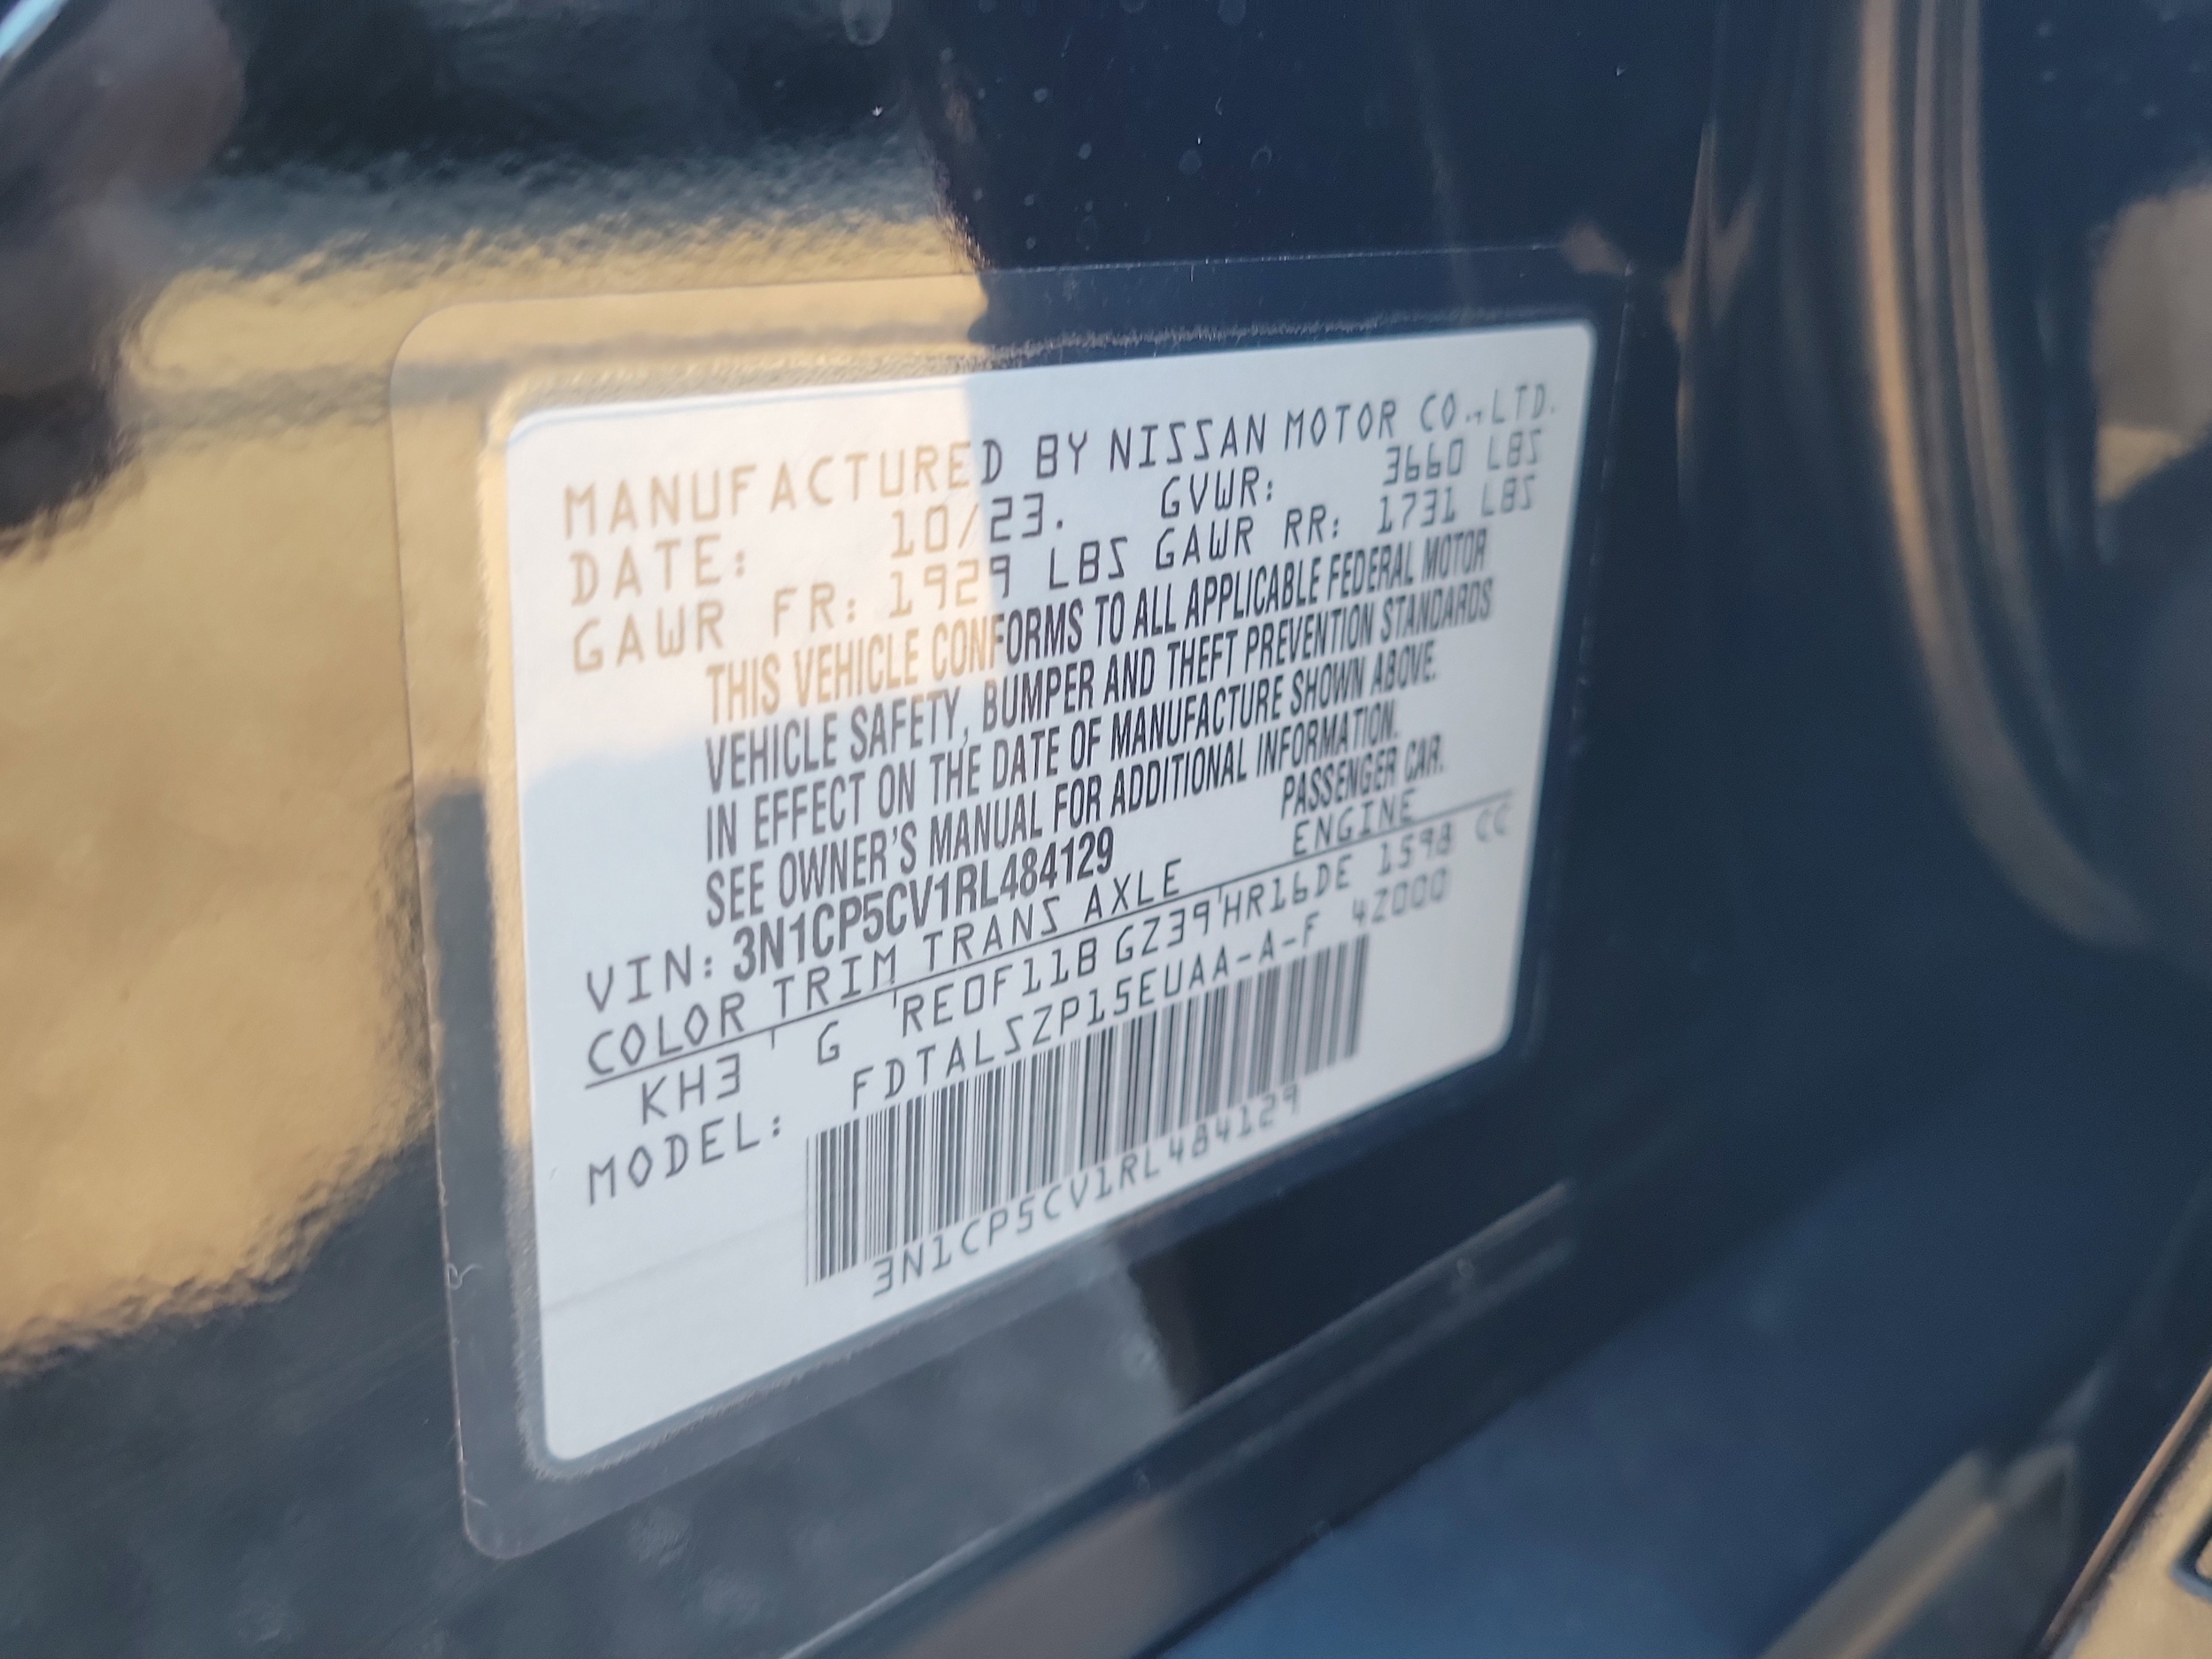 MANUFACTURED BY NISSAN MOTOR CO.,LTD.
DATE: 10/23. GVWR: 3660 LBS
GAWR FR: 1929 LBS GAWR RR: 1731 LBS
THIS VEHICLE CONFORMS TO ALL APPLICABLE FEDERAL MOTOR
VEHICLE SAFETY, BUMPER AND THEFT PREVENTION STANDARDS
IN EFFECT ON THE DATE OF MANUFACTURE SHOWN ABOVE.
SEE OWNER'S MANUAL FOR ADDITIONAL INFORMATION.
VIN: 3N1CP5CV1RL484129 PASSENGER CAR.
COLOR TRIM TRANS AXLE ENGINE
KH3 G RE0F11B GZ39 HR16DE 1598 CC
MODEL: FDTALSZP15EUAA-A-F 4Z000
3N1CP5CV1RL484129